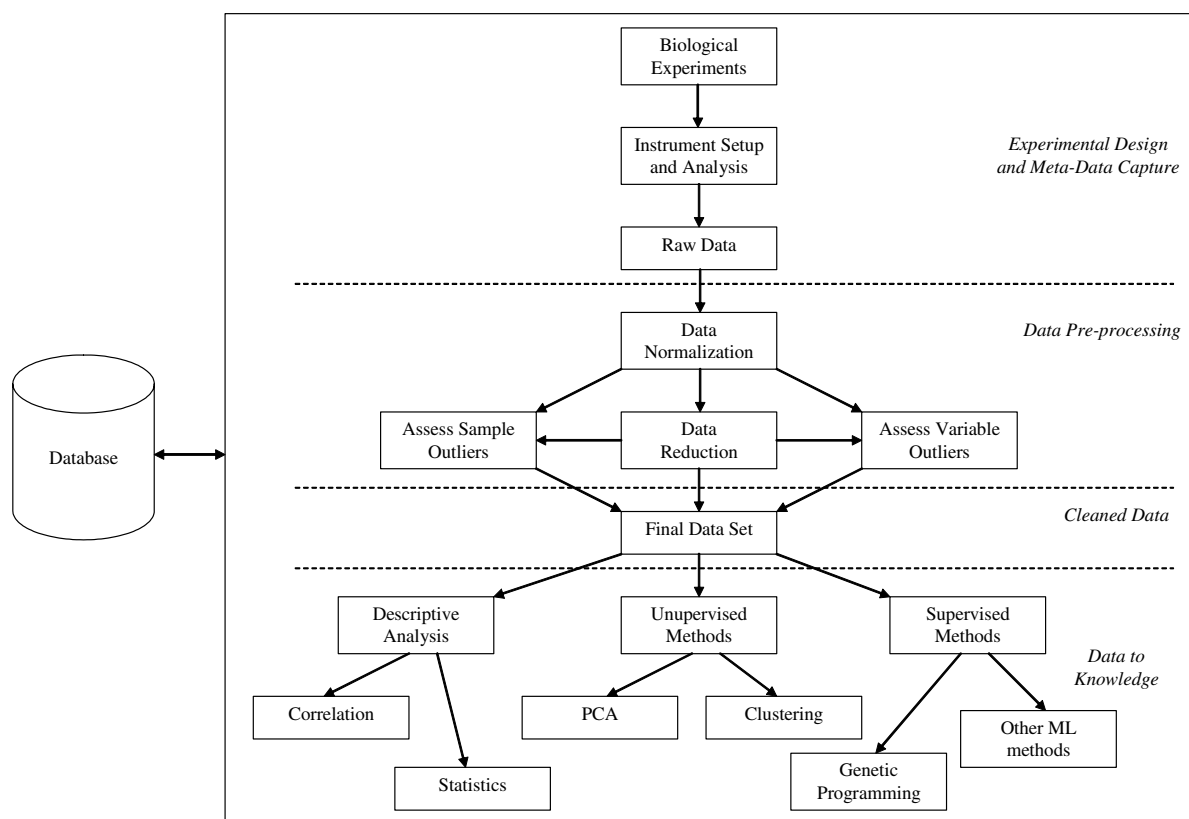 Biological
Experiments
Instrument Setup
and Analysis
Experimental Design
and Meta-Data Capture
Raw Data
Data
Normalization
Data Pre-processing
Assess Sample
Outliers
Data
Reduction
Assess Variable
Outliers
Database
Cleaned Data
Final Data Set
Descriptive
Analysis
Unupervised
Methods
Supervised
Methods
Data to
Knowledge
Correlation
PCA
Clustering
Other ML
methods
Statistics
Genetic
Programming